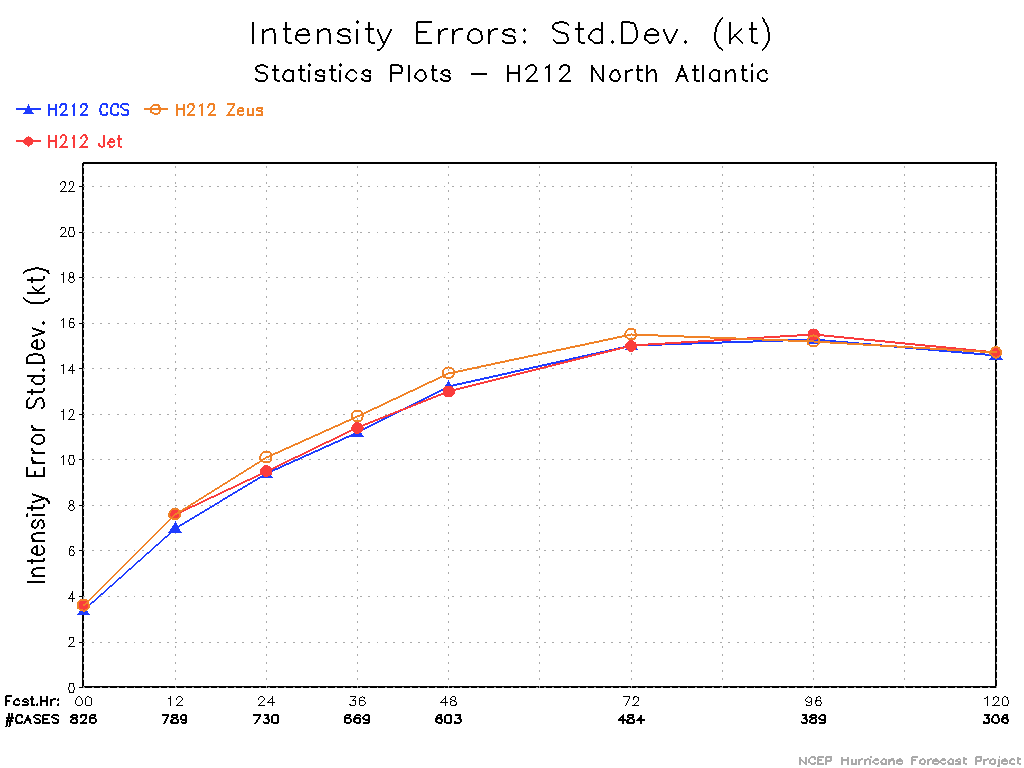 Intensity Errors: Std.Dev. (kt)
Statistics Plots - H212 North Atlantic
H212 CCS H212 Zeus
H212 Jet
Intensity Error Std.Dev. (kt)
22
20
18
16
14
12
10
8
6
4
2
0
Fcst.Hr: 00 12 24 36 48 72 96 120
#CASES 826 789 730 669 603 484 389 306
NCEP Hurricane Forecast Project